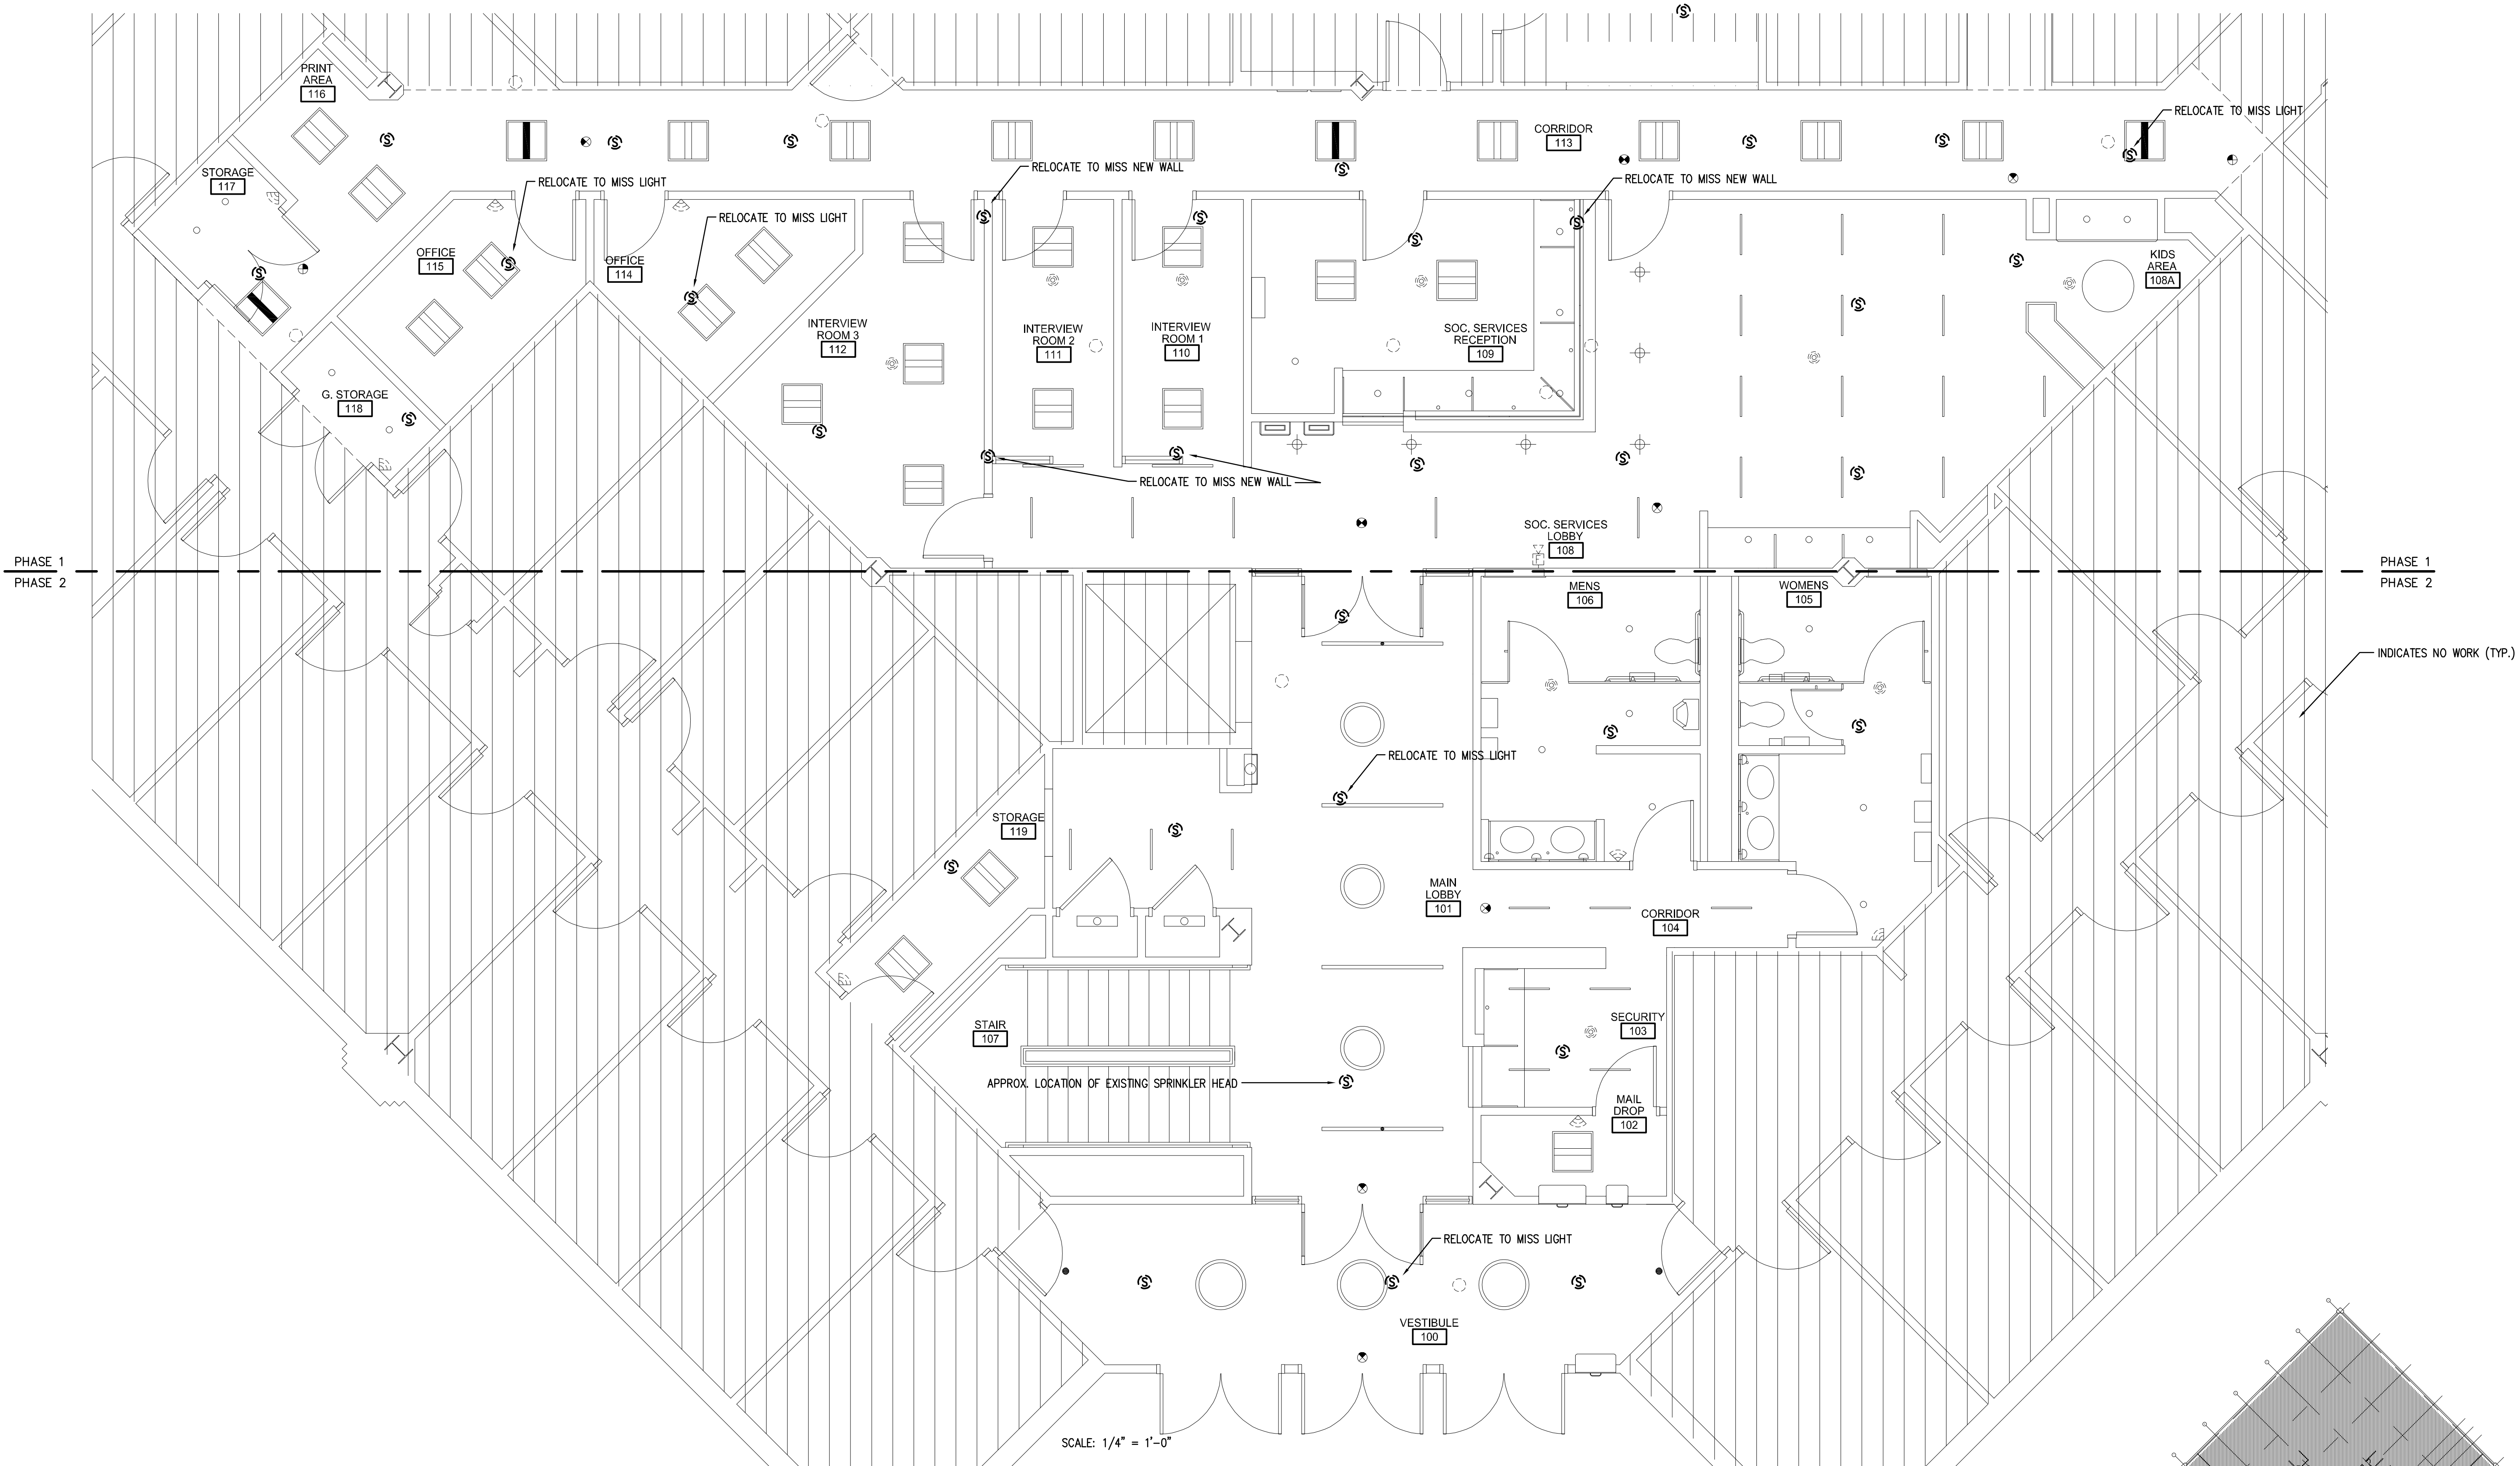 PRINT
AREA
116
RELOCATE TO MISS LIGHT
CORRIDOR
113
STORAGE
117
RELOCATE TO MISS LIGHT
RELOCATE TO MISS NEW WALL
RELOCATE TO MISS NEW WALL
RELOCATE TO MISS LIGHT
OFFICE
115
OFFICE
114
KIDS
AREA
108A
INTERVIEW
ROOM 3
112
INTERVIEW
ROOM 2
111
INTERVIEW
ROOM 1
110
SOC. SERVICES
RECEPTION
109
G. STORAGE
118
RELOCATE TO MISS NEW WALL
SOC. SERVICES
LOBBY
108
PHASE 1
PHASE 2
PHASE 1
PHASE 2
MENS
106
WOMENS
105
INDICATES NO WORK (TYP.)
RELOCATE TO MISS LIGHT
STORAGE
119
MAIN
LOBBY
101
CORRIDOR
104
STAIR
107
SECURITY
103
APPROX. LOCATION OF EXISTING SPRINKLER HEAD
MAIL
DROP
102
RELOCATE TO MISS LIGHT
VESTIBULE
100
SCALE: 1/4" = 1'-0"